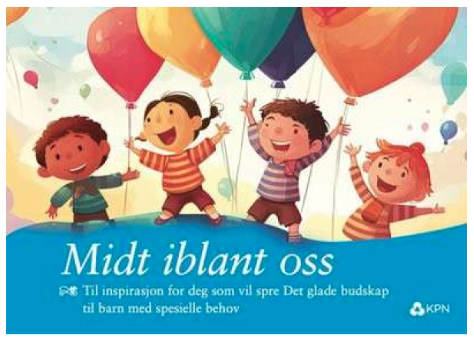 Midt iblant oss
Til inspirasjon for deg som vil spre Det glade budskap
til barn med spesielle behov
KPN